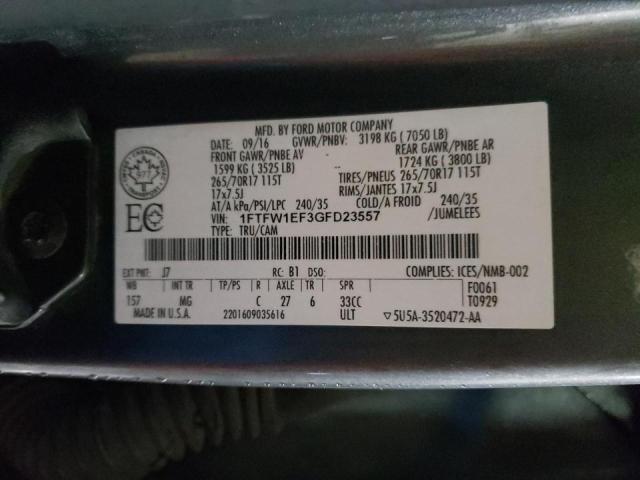 MFD. BY FORD MOTOR COMPANY
09/16 GVWR/PNBV: 3198 KG ( 7050 LB)
FRONT GAWR/PNBE AV REAR GAWR/PNBE AR
1599 KG ( 3525 LB) 1724 KG ( 3800 LB)
265/70R17 115T TIRES/PNEUS 265/70R17 115T
17x7.5J RIMS/JANTES 17x7.5J
AT/A kPa/PSI/LPC 240/35 COLD/A FROID 240/35
VIN: 1FTFW1EF3GFD23557 /JUMELEES
TYPE: TRU/CAM
EC
EXT PNT: J7 RC: B1 DSO: COMPLIES: ICES/NMB-002
WB INT TR TP/PS R AXLE TR SPR F0061
157 MG C 27 6 33CC T0929
MADE IN U.S.A. 2201609035616 ULT ▽5U5A-3520472-AA